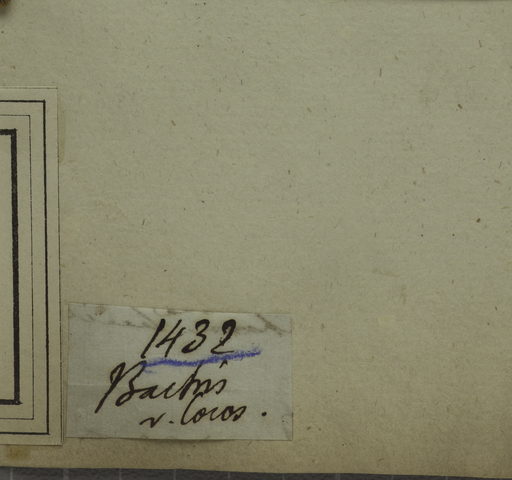 1432
Bactris
v. Cocos.